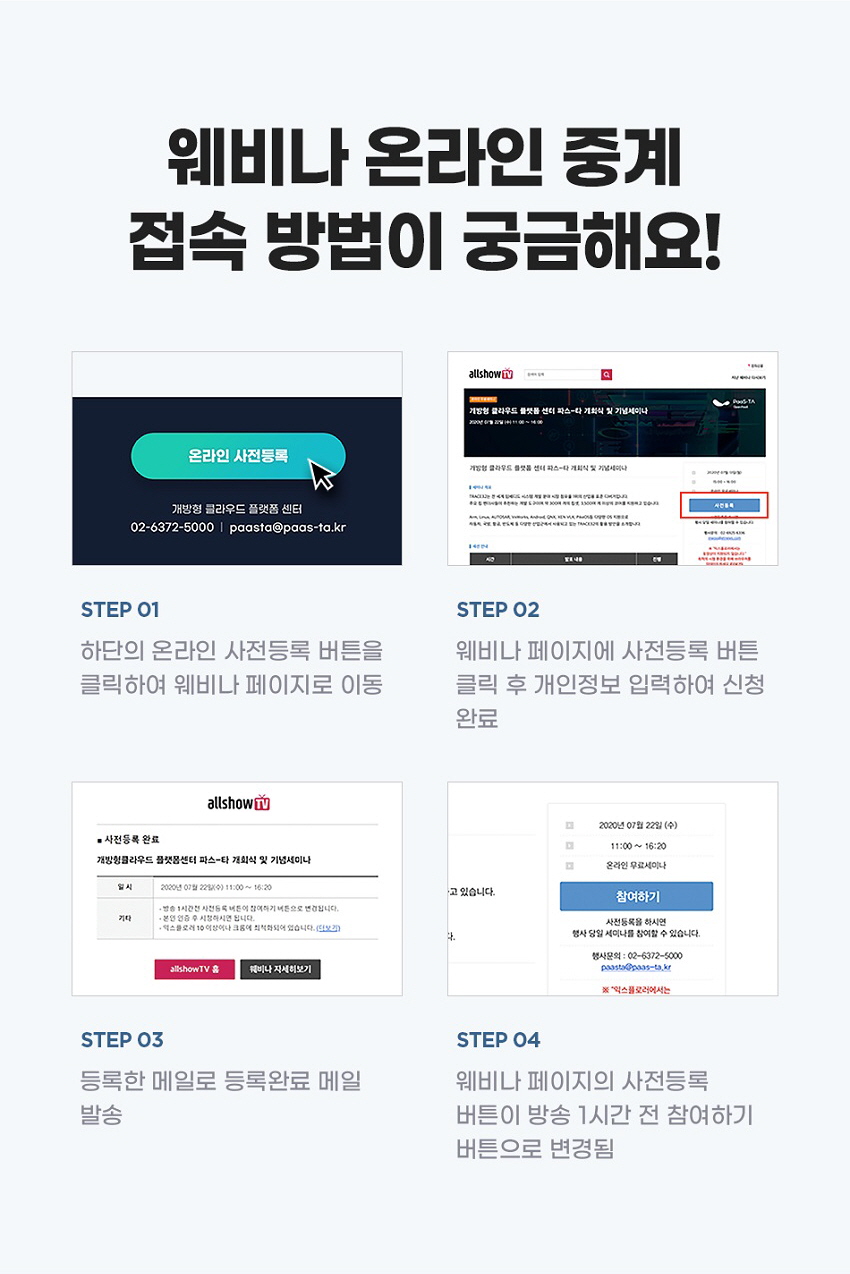 웨비나 온라인 중계
접속 방법이 궁금해요!
온라인 사전등록
개방형 클라우드 플랫폼 센터
02-6372-5000 | paasta@paas-ta.kr
STEP 01
하단의 온라인 사전등록 버튼을
클릭하여 웨비나 페이지로 이동
allshowTV
개방형 클라우드 플랫폼 센터 파스-타 개회식 및 기념세미나
2020년 07월 22일 (수) 11:00 ~ 16:00
PaaS-TA
개방형 클라우드 플랫폼 센터 파스-타 개회식 및 기념세미나
사전등록
시간 발표 내용 진행
STEP 02
웨비나 페이지에 사전등록 버튼
클릭 후 개인정보 입력하여 신청
완료
allshowTV
■ 사전등록 완료
개방형클라우드 플랫폼센터 파스-타 개회식 및 기념세미나
일 시 2020년 07월 22일(수) 11:00 ~ 16:20
기타
- 방송 1시간전 사전등록 버튼이 참여하기 버튼으로 변경됩니다.
- 본인 인증 후 시청하시면 됩니다.
- 익스플로러 10 이상이나 크롬에 최적화되어 있습니다. (더보기)
allshowTV 홈 웨비나 자세히보기
STEP 03
등록한 메일로 등록완료 메일
발송
고 있습니다.
다.
2020년 07월 22일 (수)
11:00 ~ 16:20
온라인 무료세미나
참여하기
사전등록을 하시면
행사 당일 세미나를 참여할 수 있습니다.
행사문의 : 02-6372-5000
paasta@paas-ta.kr
※ "익스플로러에서는
STEP 04
웨비나 페이지의 사전등록
버튼이 방송 1시간 전 참여하기
버튼으로 변경됨